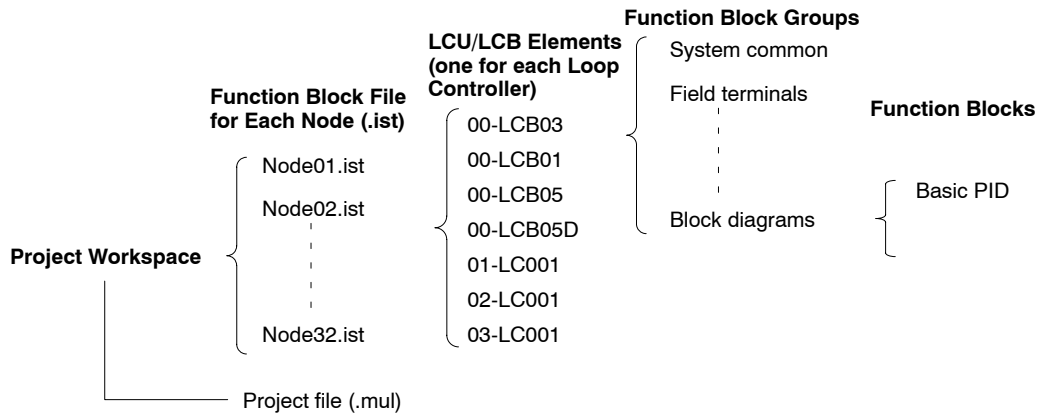 Function Block Groups
System common
Field terminals
Block diagrams
LCU/LCB Elements
(one for each Loop
Controller)
00-LCB03
00-LCB01
00-LCB05
00-LCB05D
01-LC001
02-LC001
03-LC001
Function Block File
for Each Node (.ist)
Node01.ist
Node02.ist
Node32.ist
Function Blocks
Basic PID
Project Workspace
Project file (.mul)